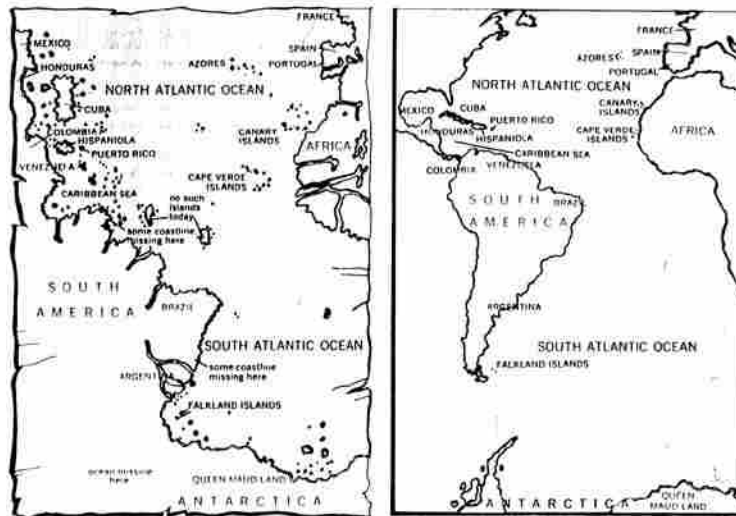 FRANCE
MEXICO
SPAIN
HONDURAS
AZORES
PORTUGAL
NORTH ATLANTIC OCEAN
CUBA
COLOMBIA
HISPANIOLA
CANARY
ISLANDS
AFRICA
PUERTO RICO
VENEZUELA
CAPE VERDE
ISLANDS
CARIBBEAN SEA
no such
islands
today
some coastline
missing here
SOUTH
AMERICA
BRAZIL
SOUTH ATLANTIC OCEAN
some coastline
missing here
ARGENTINA
FALKLAND ISLANDS
ocean missing
here
QUEEN MAUD LAND
ANTARCTICA
FRANCE
SPAIN
AZORES
PORTUGAL
NORTH ATLANTIC OCEAN
CANARY
ISLANDS
MEXICO
CUBA
PUERTO RICO
HONDURAS
HISPANIOLA
CAPE VERDE
ISLANDS
AFRICA
CARIBBEAN SEA
COLOMBIA
VENEZUELA
SOUTH
AMERICA
BRAZIL
ARGENTINA
SOUTH ATLANTIC OCEAN
FALKLAND ISLANDS
ANTARCTICA
QUEEN
MAUD LAND